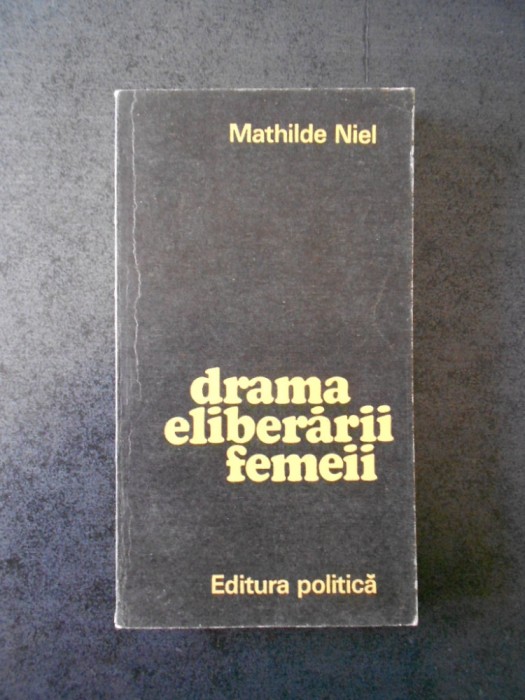 Mathilde Niel
drama
eliberării
femeii
Editura politică